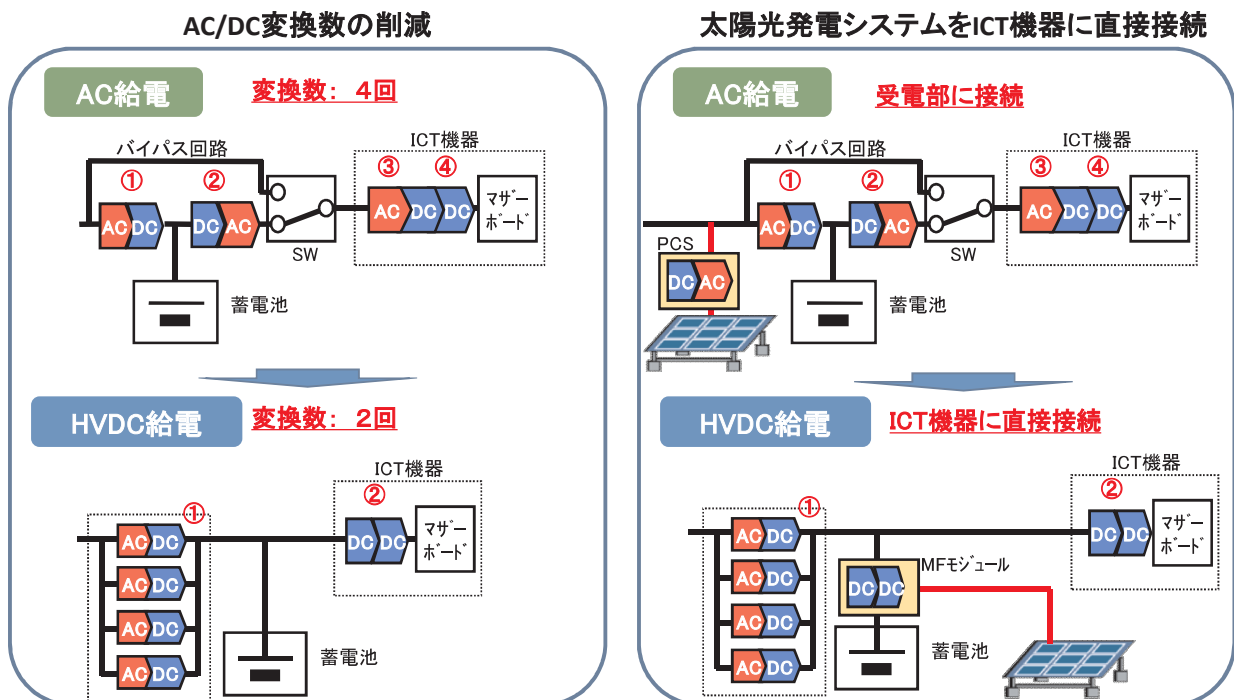 AC/DC変換数の削減
AC給電
変換数: 4回
バイパス回路
ICT機器
①
②
③
④
AC DC
DC AC
AC DC DC
マザー
ボード
SW
蓄電池
HVDC給電
変換数: 2回
ICT機器
①
②
AC DC
AC DC
AC DC
AC DC
DC DC
マザー
ボード
蓄電池
太陽光発電システムをICT機器に直接接続
AC給電
受電部に接続
バイパス回路
ICT機器
①
②
③
④
AC DC
DC AC
AC DC DC
マザー
ボード
SW
PCS
DC AC
蓄電池
HVDC給電
ICT機器に直接接続
ICT機器
①
②
AC DC
AC DC
AC DC
AC DC
DC DC
マザー
ボード
MFモジュール
DC DC
蓄電池